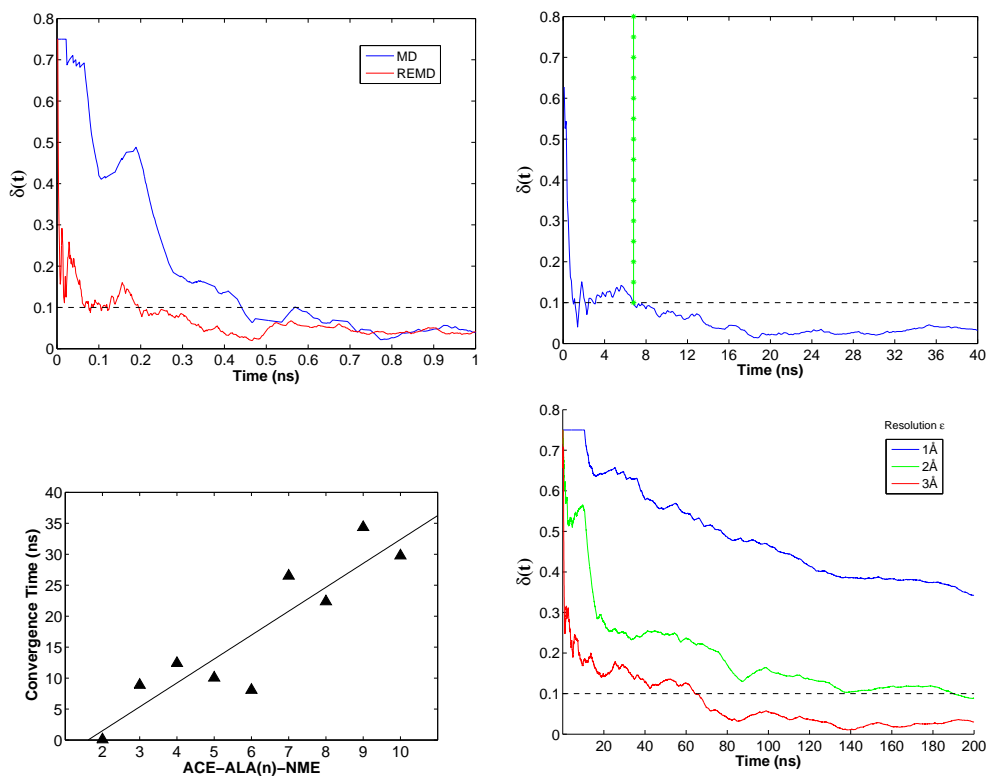 0.8
0.7
0.6
0.5
0.4
0.3
0.2
0.1
0
δ(t)
MD
REMD
0 0.1 0.2 0.3 0.4 0.5 0.6 0.7 0.8 0.9 1
Time (ns)
0.8
0.7
0.6
0.5
0.4
0.3
0.2
0.1
0
δ(t)
0 4 8 12 16 20 24 28 32 36 40
Time (ns)
40
35
30
25
20
15
10
5
0
Convergence Time (ns)
2 3 4 5 6 7 8 9 10
ACE−ALA(n)−NME
0.8
0.7
0.6
0.5
0.4
0.3
0.2
0.1
0
δ(t)
Resolution ε
1Å
2Å
3Å
20 40 60 80 100 120 140 160 180 200
Time (ns)